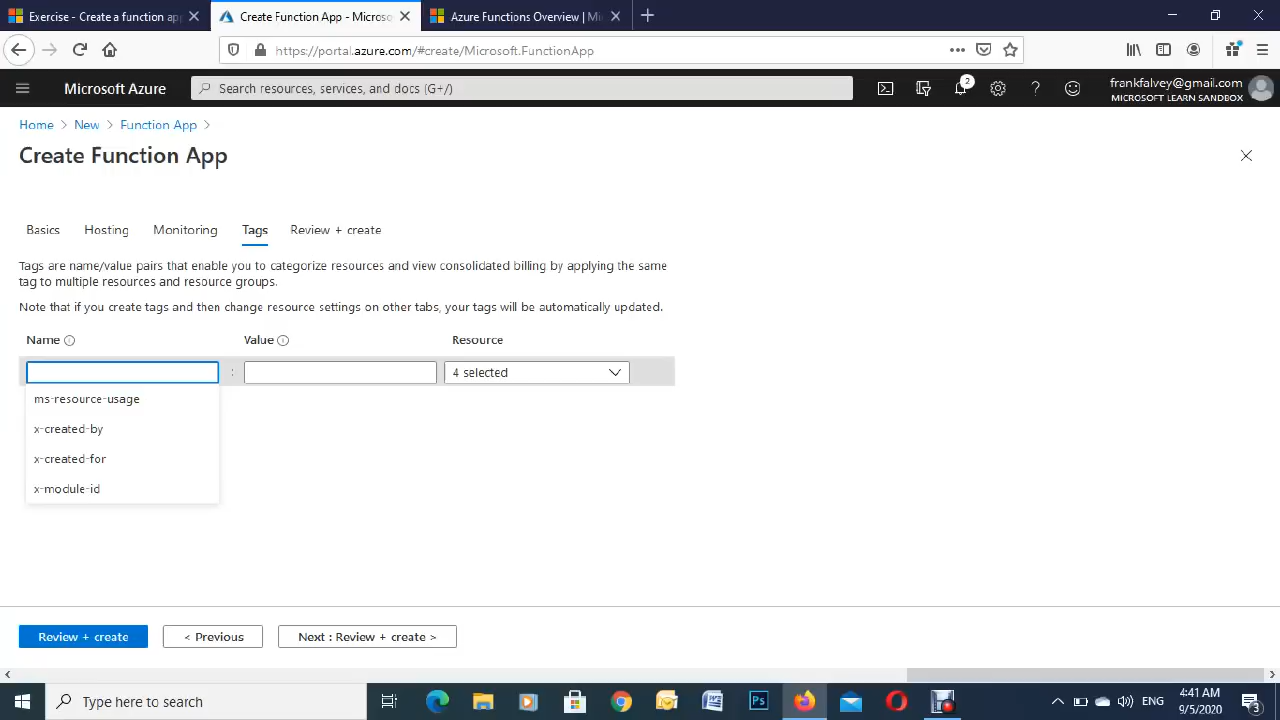 Exercise - Create a function app
Create Function App - Microso
Azure Functions Overview | Mi
https://portal.azure.com/#create/Microsoft.FunctionApp
Microsoft Azure
Search resources, services, and docs (G+/)
2
frankfalvey@gmail.com
MICROSOFT LEARN SANDBOX
Home > New > Function App >
Create Function App
Basics Hosting Monitoring Tags Review + create
Tags are name/value pairs that enable you to categorize resources and view consolidated billing by applying the same
tag to multiple resources and resource groups.
Note that if you create tags and then change resource settings on other tabs, your tags will be automatically updated.
Name Value Resource
: 4 selected
ms-resource-usage
x-created-by
x-created-for
x-module-id
Review + create < Previous Next : Review + create >
Type here to search
ENG
4:41 AM
9/5/2020
3